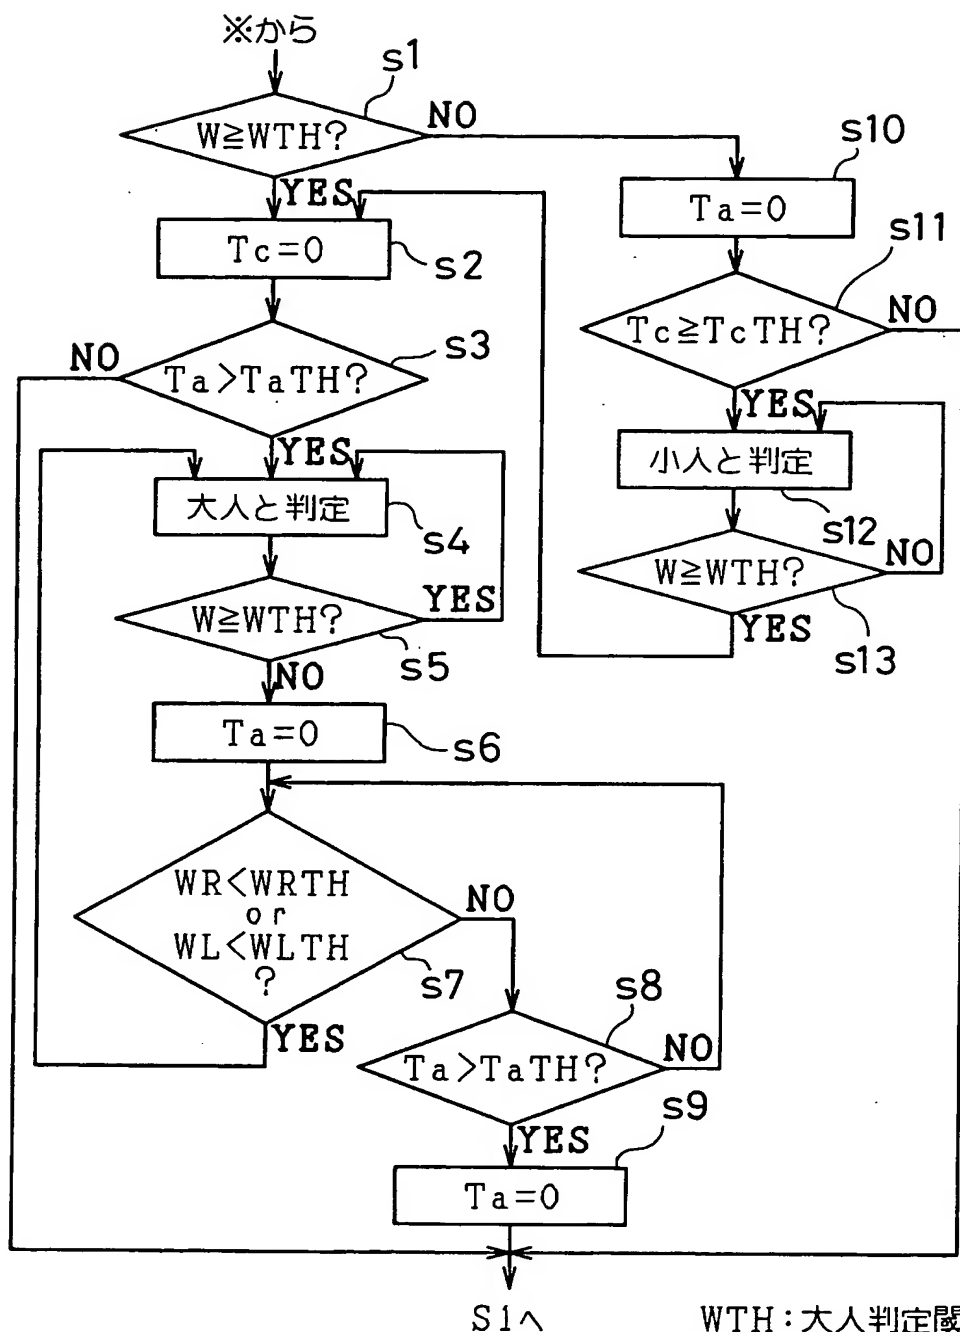 ※から
s1
W≧WTH?
NO
YES
s10
Ta=0
Tc=0
s2
s11
Tc≧TcTH?
NO
YES
s3
NO
Ta>TaTH?
YES
小人と判定
s12
大人と判定
s4
W≧WTH?
NO
YES
s13
W≧WTH?
YES
s5
NO
Ta=0
s6
WR<WRTH
or
WL<WLTH
?
NO
s7
YES
s8
Ta>TaTH?
NO
YES
s9
Ta=0
S1へ
WTH:大人判定閾